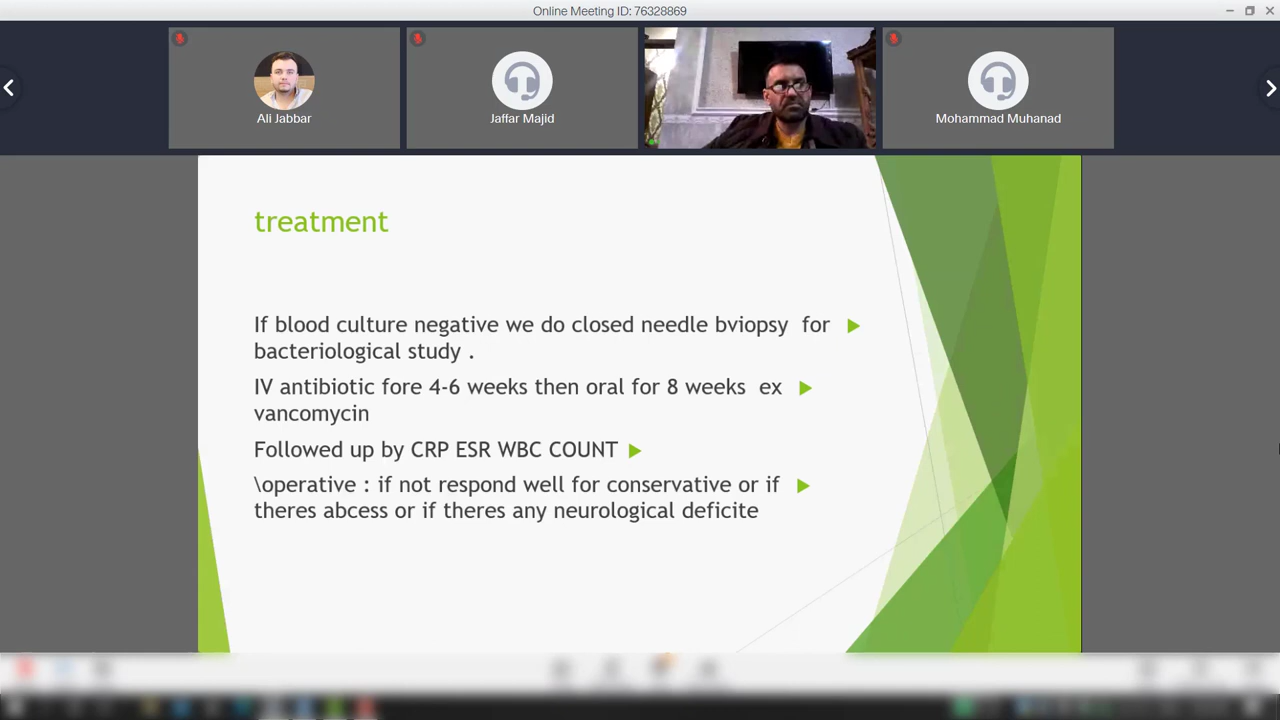 Online Meeting ID: 76328869
Ali Jabbar
Jaffar Majid
Mohammad Muhanad
treatment
If blood culture negative we do closed needle bviopsy for
bacteriological study .
IV antibiotic fore 4-6 weeks then oral for 8 weeks ex
vancomycin
Followed up by CRP ESR WBC COUNT
\operative : if not respond well for conservative or if
theres abcess or if theres any neurological deficite